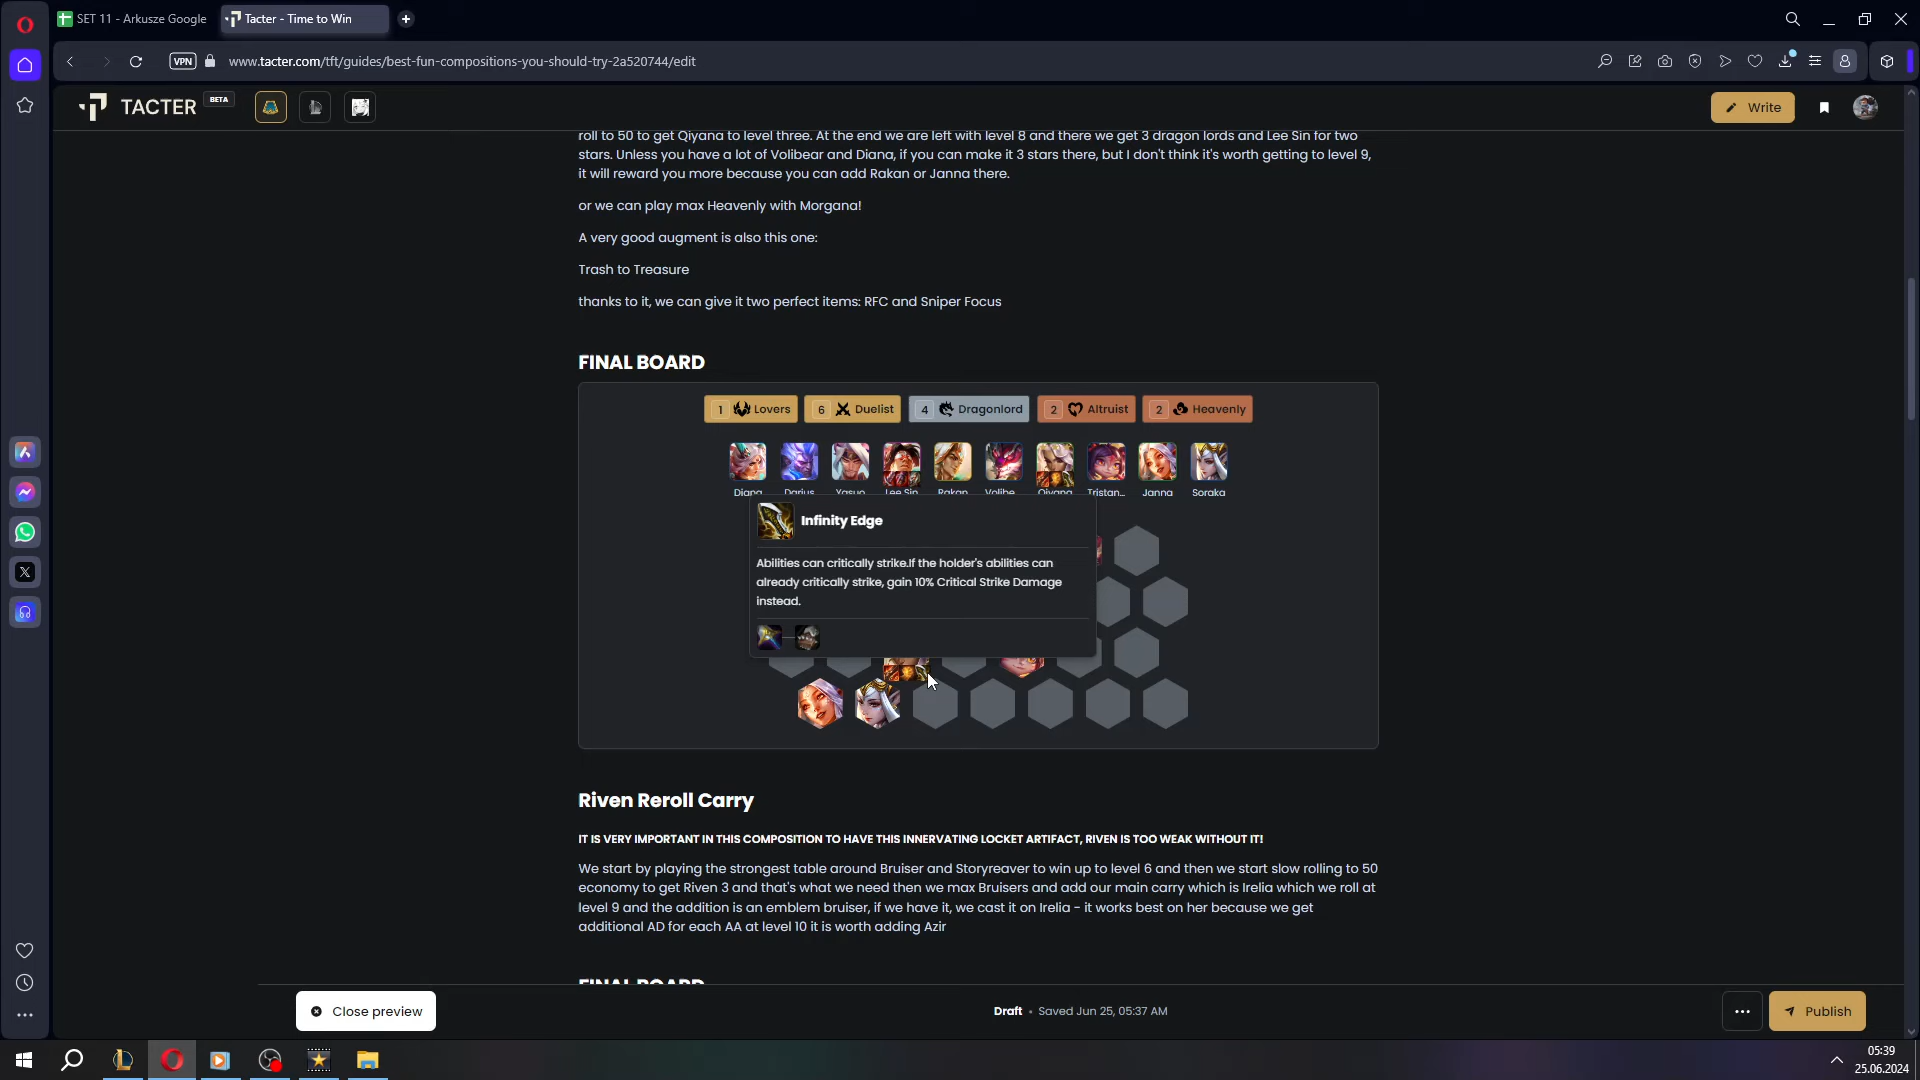 SET 11 - Arkusze Google
Tacter - Time to Win
VPN
www.tacter.com/tft/guides/best-fun-compositions-you-should-try-2a520744/edit
TACTER BETA
Write
roll to 50 to get Qiyana to level three. At the end we are left with level 8 and there we get 3 dragon lords and Lee Sin for two
stars. Unless you have a lot of Volibear and Diana, if you can make it 3 stars there, but I don't think it's worth getting to level 9,
it will reward you more because you can add Rakan or Janna there.
or we can play max Heavenly with Morgana!
A very good augment is also this one:
Trash to Treasure
thanks to it, we can give it two perfect items: RFC and Sniper Focus
FINAL BOARD
1 Lovers 6 Duelist 4 Dragonlord 2 Altruist 2 Heavenly
Diana Darius Yasuo Lee Sin Rakan Volibe... Qiyana Tristan... Janna Soraka
Infinity Edge
Abilities can critically strike.If the holder's abilities can
already critically strike, gain 10% Critical Strike Damage
instead.
Riven Reroll Carry
IT IS VERY IMPORTANT IN THIS COMPOSITION TO HAVE THIS INNERVATING LOCKET ARTIFACT, RIVEN IS TOO WEAK WITHOUT IT!
We start by playing the strongest table around Bruiser and Storyreaver to win up to level 6 and then we start slow rolling to 50
economy to get Riven 3 and that's what we need then we max Bruisers and add our main carry which is Irelia which we roll at
level 9 and the addition is an emblem bruiser, if we have it, we cast it on Irelia - it works best on her because we get
additional AD for each AA at level 10 it is worth adding Azir
FINAL BOARD
Close preview
Draft • Saved Jun 25, 05:37 AM
Publish
05:39
25.06.2024